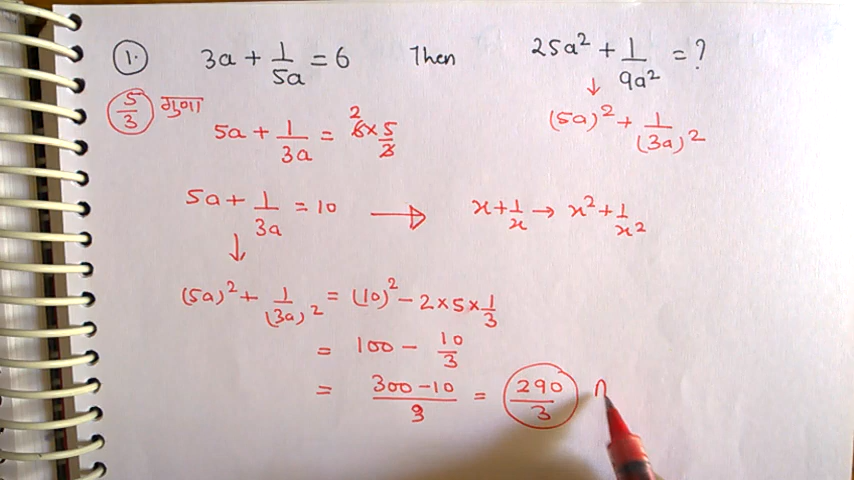 1. 3a + 1/5a = 6 Then 25a² + 1/9a² = ?
5/3 गुणा
↓
(5a)² + 1/(3a)²
5a + 1/3a = 6 × 5/3 2
5a + 1/3a = 10 → x + 1/x → x² + 1/x²
↓
(5a)² + 1/(3a)² = (10)² - 2 × 5 × 1/3
= 100 - 10/3
= 300 - 10/3 = 290/3